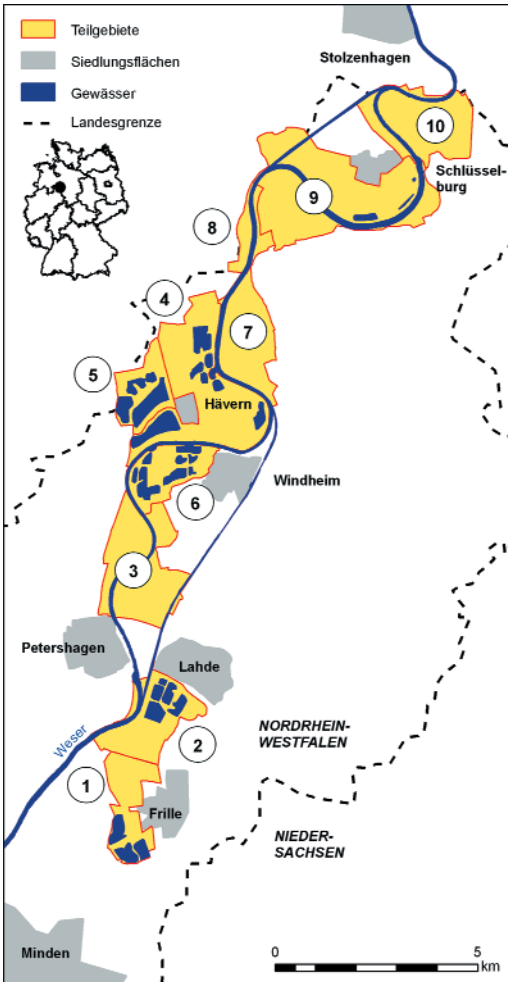 Teilgebiete
Siedlungsflächen
Gewässer
Landesgrenze
Stolzenhagen
10
Schlüssel-
burg
9
8
4
7
5
Hävern
Windheim
6
3
Petershagen
Lahde
Weser
2
NORDRHEIN-
WESTFALEN
1
Frille
NIEDER-
SACHSEN
Minden
0 5
km